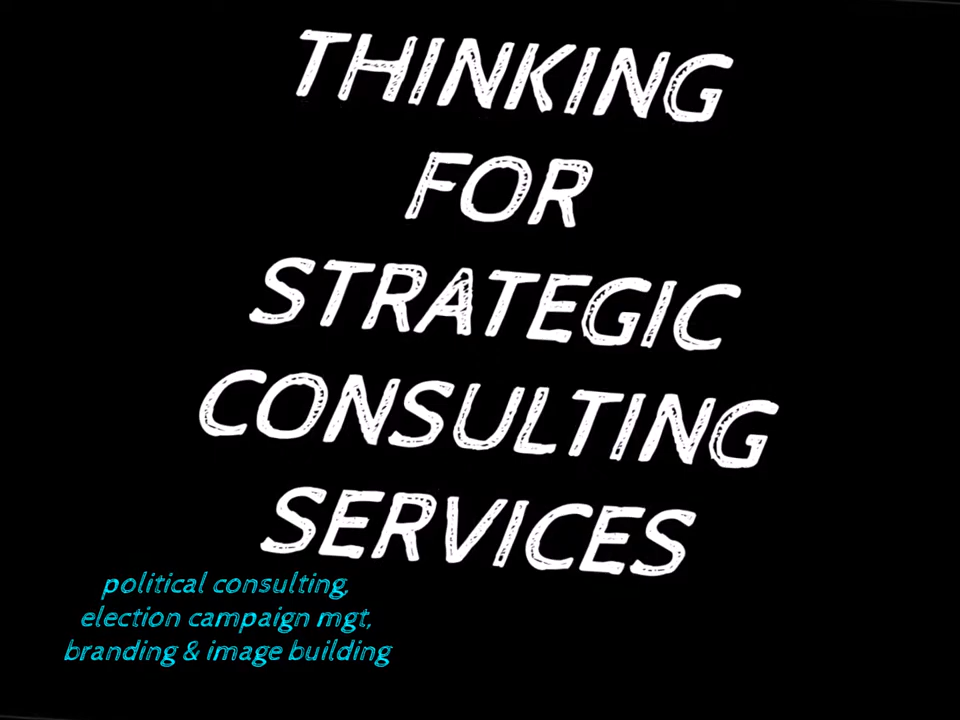 THINKING
FOR
STRATEGIC
CONSULTING
SERVICES
political consulting,
election campaign mgt,
branding & image building